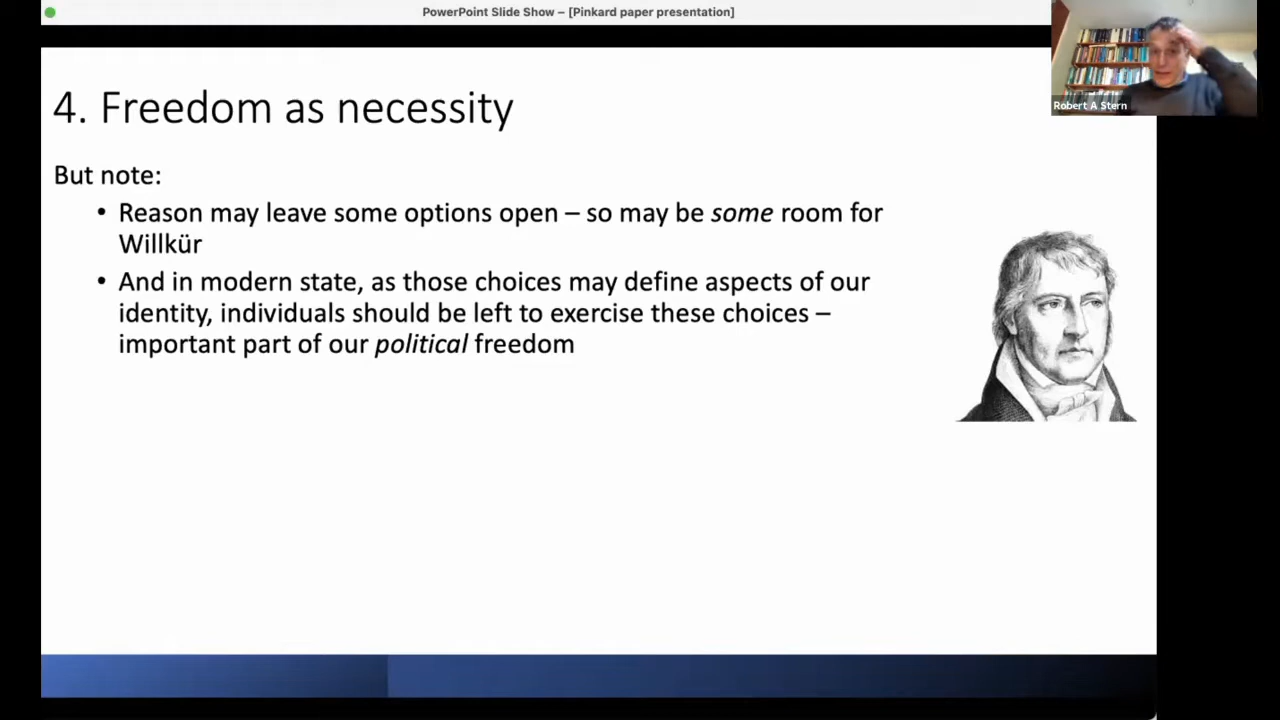 PowerPoint Slide Show – [Pinkard paper presentation]
Robert A Stern
4. Freedom as necessity
But note:
• Reason may leave some options open – so may be some room for
Willkür
• And in modern state, as those choices may define aspects of our
identity, individuals should be left to exercise these choices –
important part of our political freedom